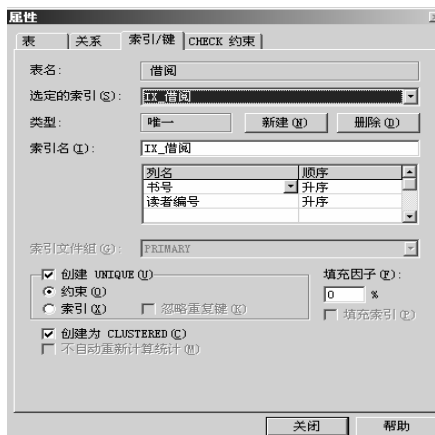 属性
表 关系 索引/键 CHECK 约束
表名: 借阅
选定的索引(S): IX_借阅
类型: 唯一 新建(N) 删除(D)
索引名(I): IX_借阅
列名 顺序
书号 升序
读者编号 升序
索引文件组(G): PRIMARY
创建 UNIQUE(U) 填充因子(F):
约束(O) 0 %
索引(X) 忽略重复键(K) 填充索引(P)
创建为 CLUSTERED(C)
不自动重新计算统计(M)
关闭 帮助